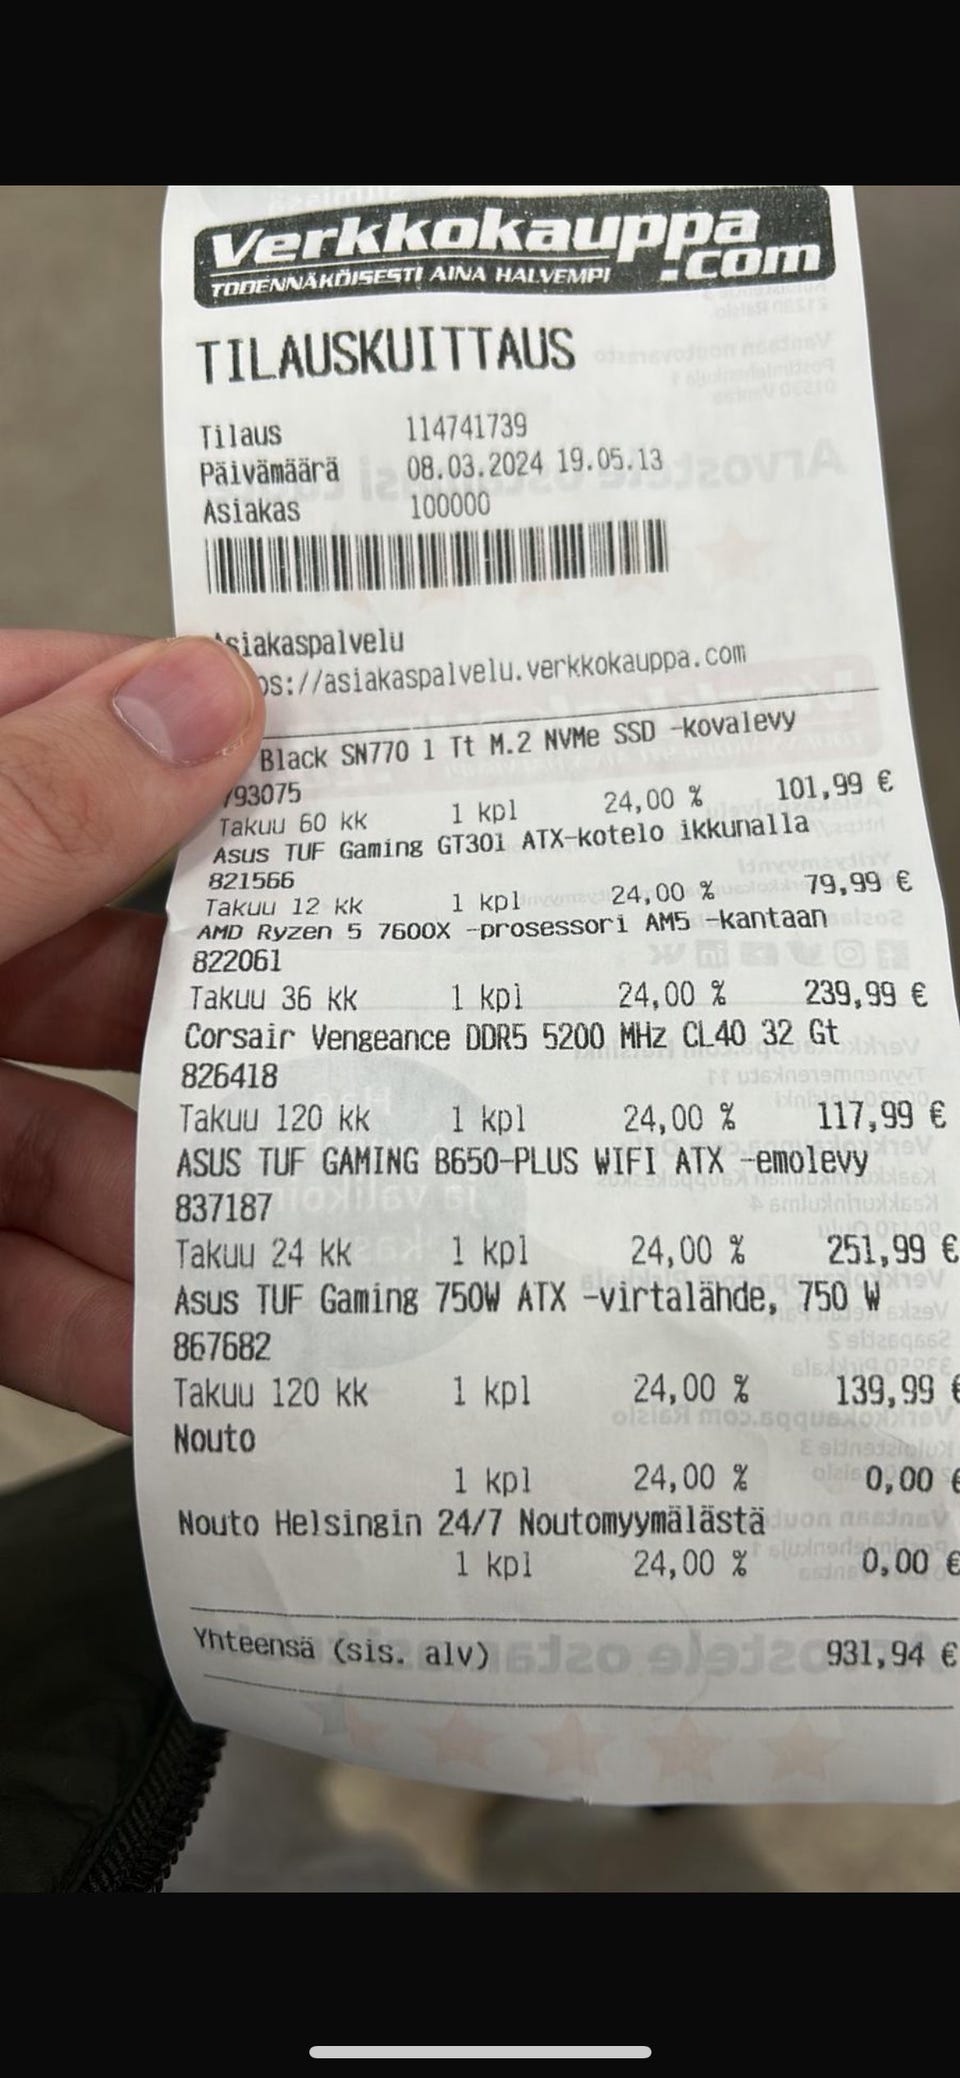 Verkkokauppa
.com
TODENNÄKÖISESTI AINA HALVEMPI
TILAUSKUITTAUS
Tilaus 114741739
Päivämäärä 08.03.2024 19.05.13
Asiakas 100000
Asiakaspalvelu
ps://asiakaspalvelu.verkkokauppa.com
Black SN770 1 Tt M.2 NVMe SSD -kovalevy
793075
Takuu 60 kk 1 kpl 24,00 % 101,99 €
Asus TUF Gaming GT301 ATX-kotelo ikkunalla
821566
Takuu 12 kk 1 kpl 24,00 % 79,99 €
AMD Ryzen 5 7600X -prosessori AM5 -kantaan
822061
Takuu 36 kk 1 kpl 24,00 % 239,99 €
Corsair Vengeance DDR5 5200 MHz CL40 32 Gt
826418
Takuu 120 kk 1 kpl 24,00 % 117,99 €
ASUS TUF GAMING B650-PLUS WIFI ATX -emolevy
837187
Takuu 24 kk 1 kpl 24,00 % 251,99 €
Asus TUF Gaming 750W ATX -virtalähde, 750 W
867682
Takuu 120 kk 1 kpl 24,00 % 139,99 €
Nouto
1 kpl 24,00 % 0,00 €
Nouto Helsingin 24/7 Noutomyymälästä
1 kpl 24,00 % 0,00 €
Yhteensä (sis. alv) 931,94 €